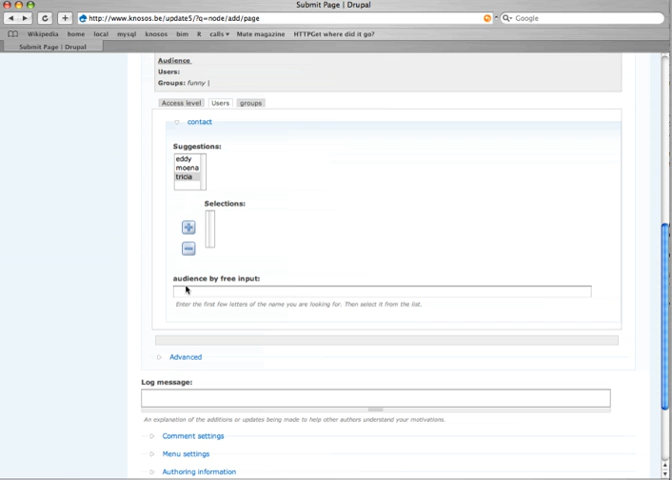 Submit Page | Drupal
http://www.knosos.be/update5/?q=node/add/page
Google
Wikipedia home local mysql knosos bim R calls Mute magazine HTTPGet where did it go?
Submit Page | Drupal
Audience
Users:
Groups: funny |
Access level Users groups
contact
Suggestions:
eddy
moena
tricia
Selections:
audience by free input:
Enter the first few letters of the name you are looking for. Then select it from the list.
Advanced
Log message:
An explanation of the additions or updates being made to help other authors understand your motivations.
Comment settings
Menu settings
Authoring information